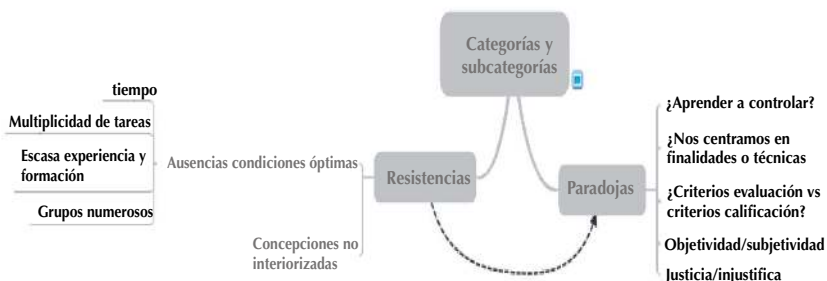 Categorías y
subcategorías
tiempo
Multiplicidad de tareas
Escasa experiencia y
formación
Grupos numerosos
Ausencias condiciones óptimas
Concepciones no
interiorizadas
Resistencias
Paradojas
¿Aprender a controlar?
¿Nos centramos en
finalidades o técnicas
¿Criterios evaluación vs
criterios calificación?
Objetividad/subjetividad
Justicia/injustifica